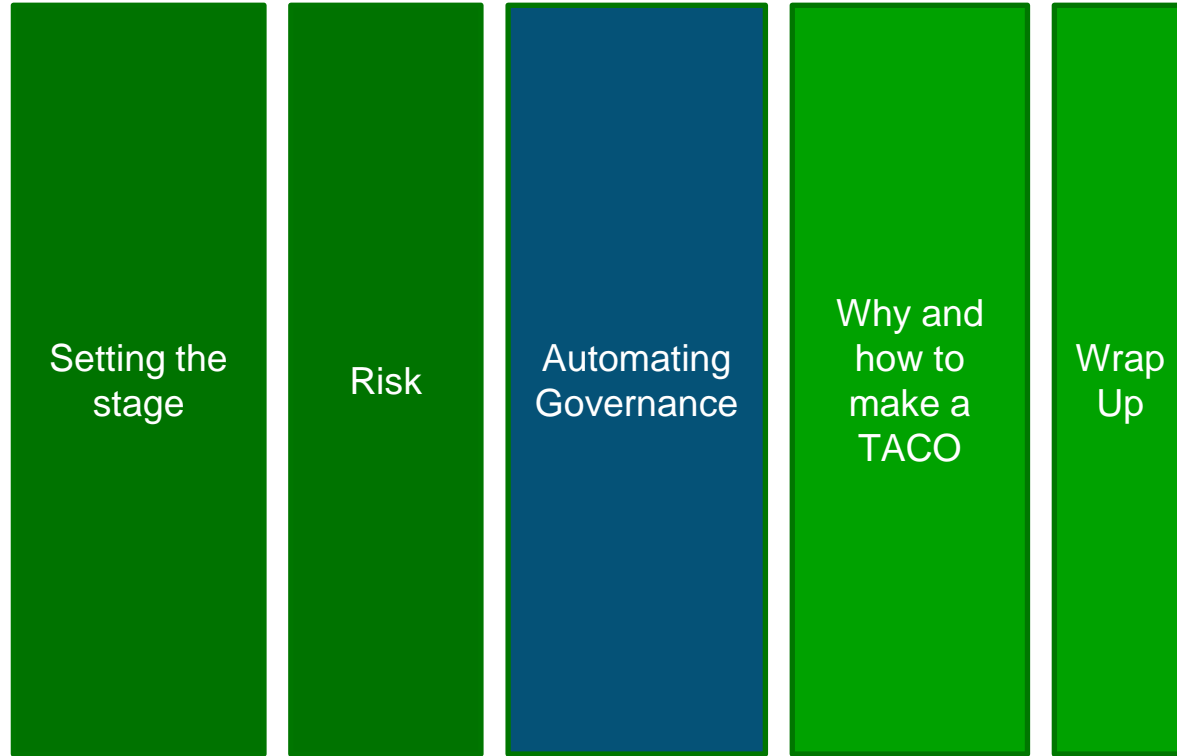 Setting the
stage
Risk
Automating
Governance
Why and
how to
make a
TACO
Wrap
Up